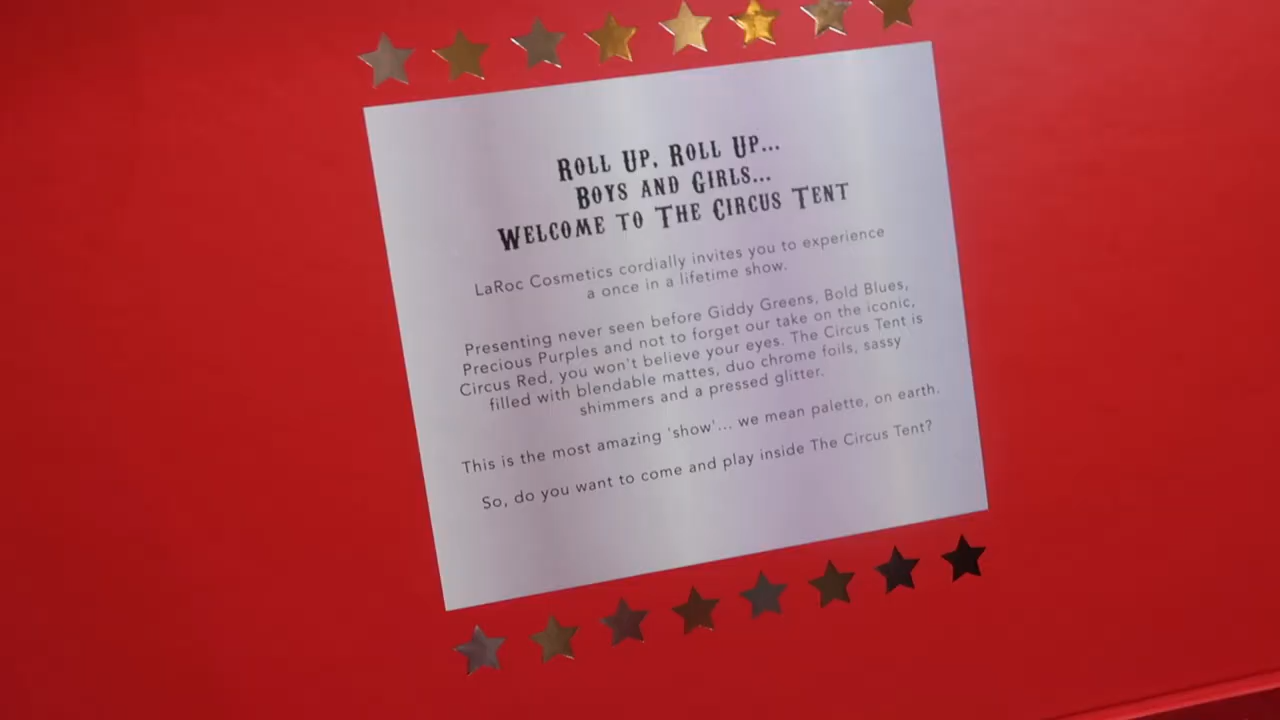 ROLL UP, ROLL UP...
BOYS AND GIRLS...
WELCOME TO THE CIRCUS TENT
LaRoc Cosmetics cordially invites you to experience
a once in a lifetime show.
Presenting never seen before Giddy Greens, Bold Blues,
Precious Purples and not to forget our take on the iconic,
Circus Red, you won't believe your eyes. The Circus Tent is
filled with blendable mattes, duo chrome foils, sassy
shimmers and a pressed glitter.
This is the most amazing 'show'... we mean palette, on earth.
So, do you want to come and play inside The Circus Tent?